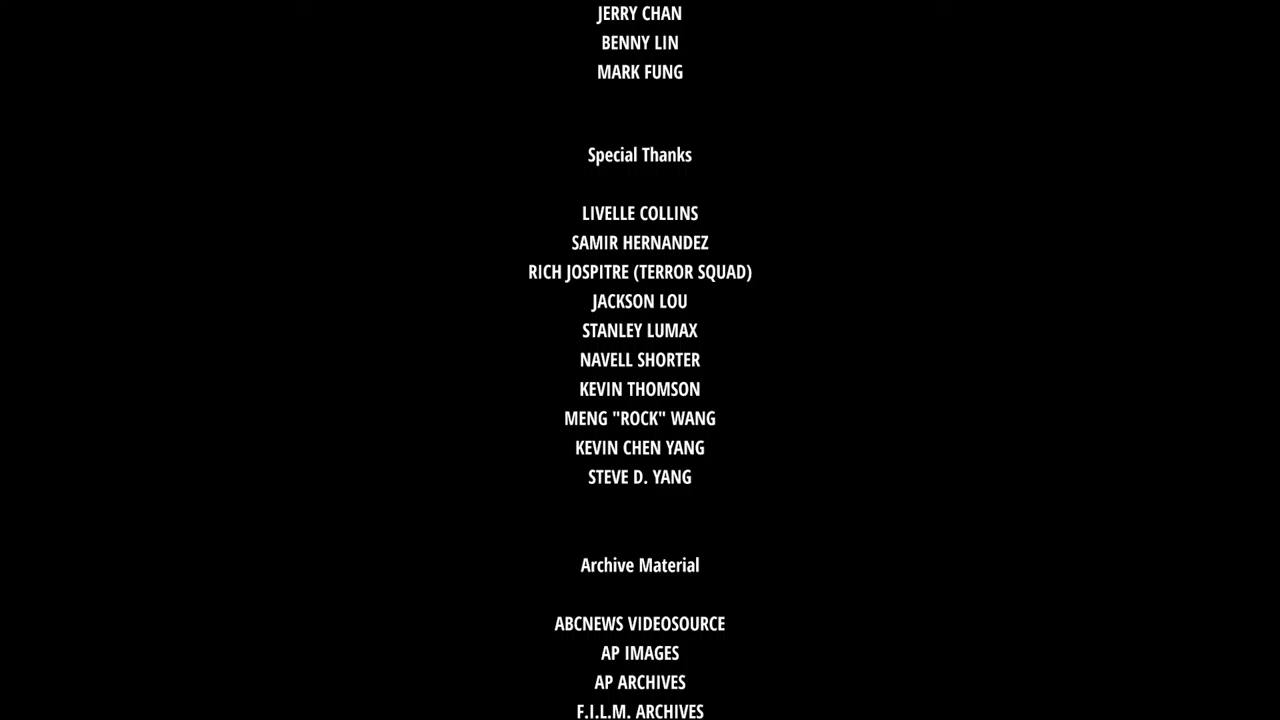 JERRY CHAN
BENNY LIN
MARK FUNG
Special Thanks
LIVELLE COLLINS
SAMIR HERNANDEZ
RICH JOSPITRE (TERROR SQUAD)
JACKSON LOU
STANLEY LUMAX
NAVELL SHORTER
KEVIN THOMSON
MENG "ROCK" WANG
KEVIN CHEN YANG
STEVE D. YANG
Archive Material
ABCNEWS VIDEOSOURCE
AP IMAGES
AP ARCHIVES
F.I.L.M. ARCHIVES